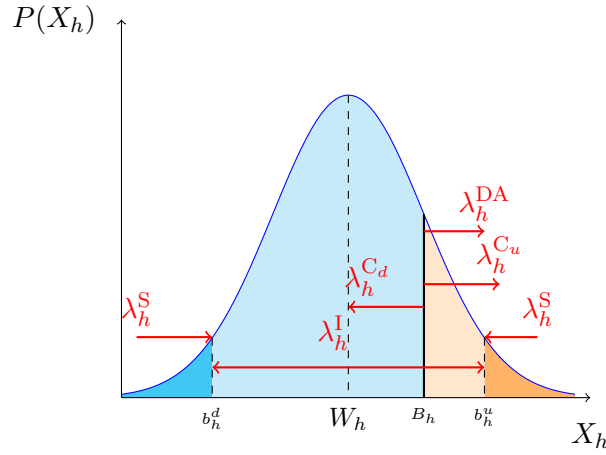 P(X_h)
λ_h^DA
λ_h^{C_u}
λ_h^{C_d}
λ_h^S
λ_h^I
λ_h^S
b_h^d
W_h
B_h
b_h^u
X_h